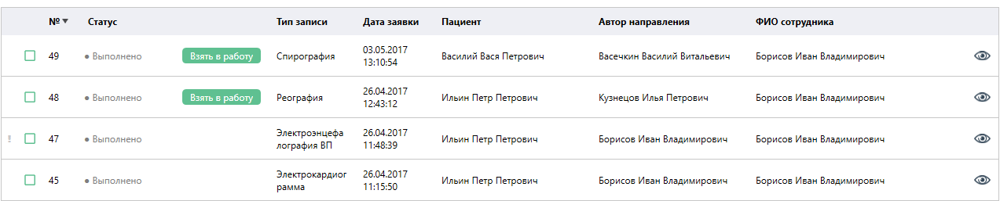 № Статус Тип записи Дата заявки Пациент Автор направления ФИО сотрудника
49 Выполнено Взять в работу Спирография 03.05.2017 13:10:54 Василий Вася Петрович Васечкин Василий Витальевич Борисов Иван Владимирович
48 Выполнено Взять в работу Реография 26.04.2017 12:43:12 Ильин Петр Петрович Кузнецов Илья Петрович Борисов Иван Владимирович
! 47 Выполнено Электроэнцефа
лография ВП 26.04.2017 11:48:39 Ильин Петр Петрович Борисов Иван Владимирович Борисов Иван Владимирович
45 Выполнено Электрокардиог
рамма 26.04.2017 11:15:50 Ильин Петр Петрович Борисов Иван Владимирович Борисов Иван Владимирович